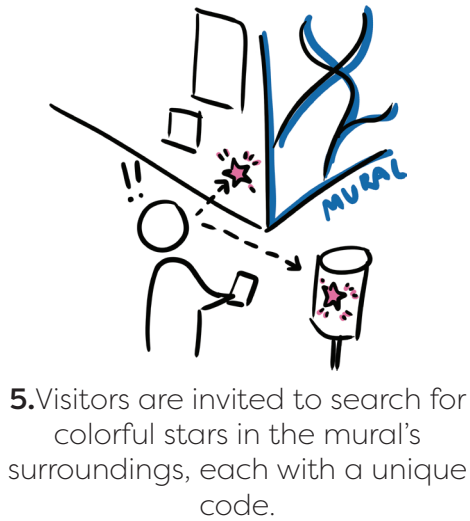 !!
MURAL
5.Visitors are invited to search for
colorful stars in the mural's
surroundings, each with a unique
code.